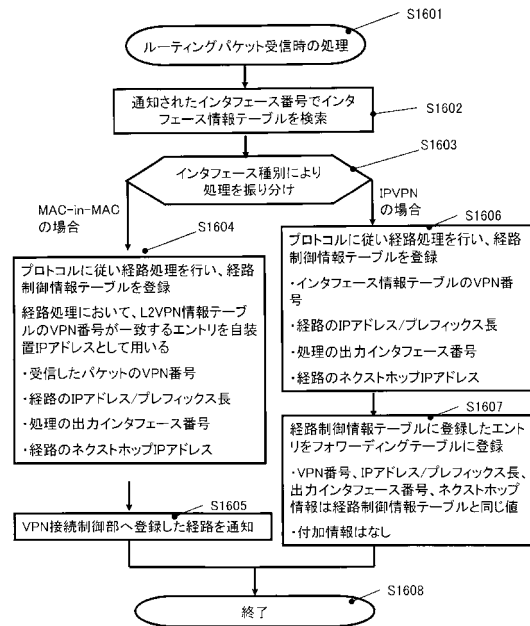 S1601
ルーティングパケット受信時の処理
通知されたインタフェース番号でインタ
フェース情報テーブルを検索
S1602
S1603
インタフェース種別により
処理を振り分け
MAC-in-MAC
の場合
IPVPN
の場合
S1604
プロトコルに従い経路処理を行い、経路
制御情報テーブルを登録
経路処理において、L2VPN情報テーブ
ルのVPN番号が一致するエントリを自装
置IPアドレスとして用いる
・受信したパケットのVPN番号
・経路のIPアドレス/プレフィックス長
・処理の出力インタフェース番号
・経路のネクストホップIPアドレス
S1605
VPN接続制御部へ登録した経路を通知
S1606
プロトコルに従い経路処理を行い、経路
制御情報テーブルを登録
・インタフェース情報テーブルのVPN番
号
・経路のIPアドレス/プレフィックス長
・処理の出力インタフェース番号
・経路のネクストホップIPアドレス
S1607
経路制御情報テーブルに登録したエント
リをフォワーディングテーブルに登録
・VPN番号、IPアドレス/プレフィックス長、
出力インタフェース番号、ネクストホップ
情報は経路制御情報テーブルと同じ値
・付加情報はなし
S1608
終了